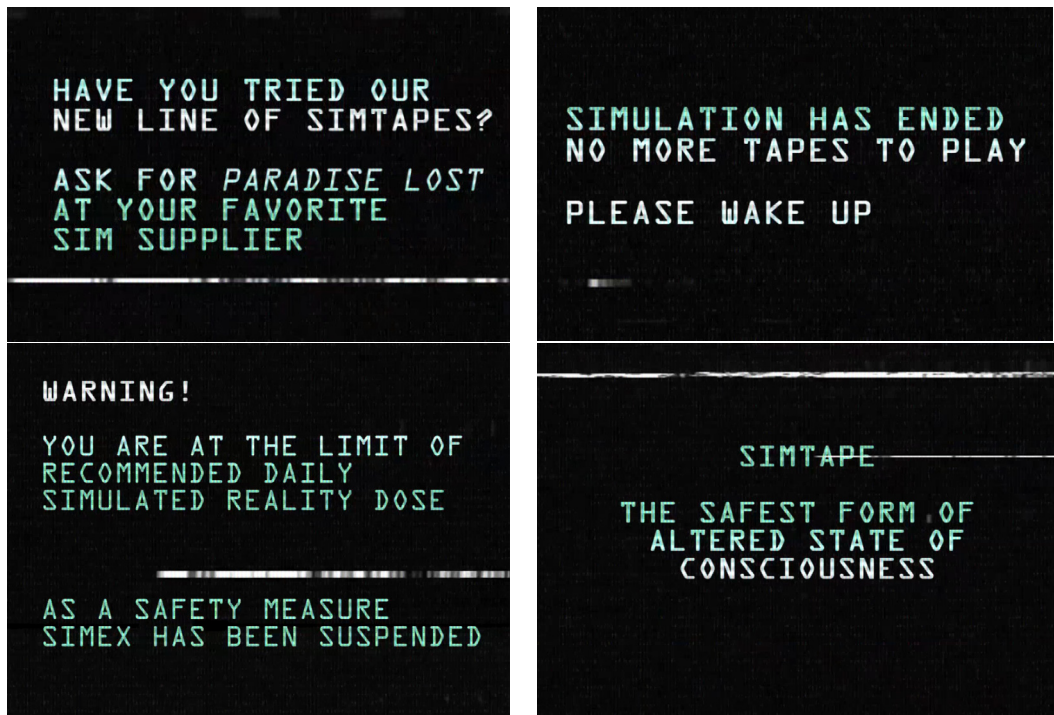 HAVE YOU TRIED OUR
NEW LINE OF SIMTAPES?
ASK FOR PARADISE LOST
AT YOUR FAVORITE
SIM SUPPLIER
SIMULATION HAS ENDED
NO MORE TAPES TO PLAY
PLEASE WAKE UP
WARNING!
YOU ARE AT THE LIMIT OF
RECOMMENDED DAILY
SIMULATED REALITY DOSE
AS A SAFETY MEASURE
SIMEX HAS BEEN SUSPENDED
SIMTAPE
THE SAFEST FORM OF
ALTERED STATE OF
CONSCIOUSNESS